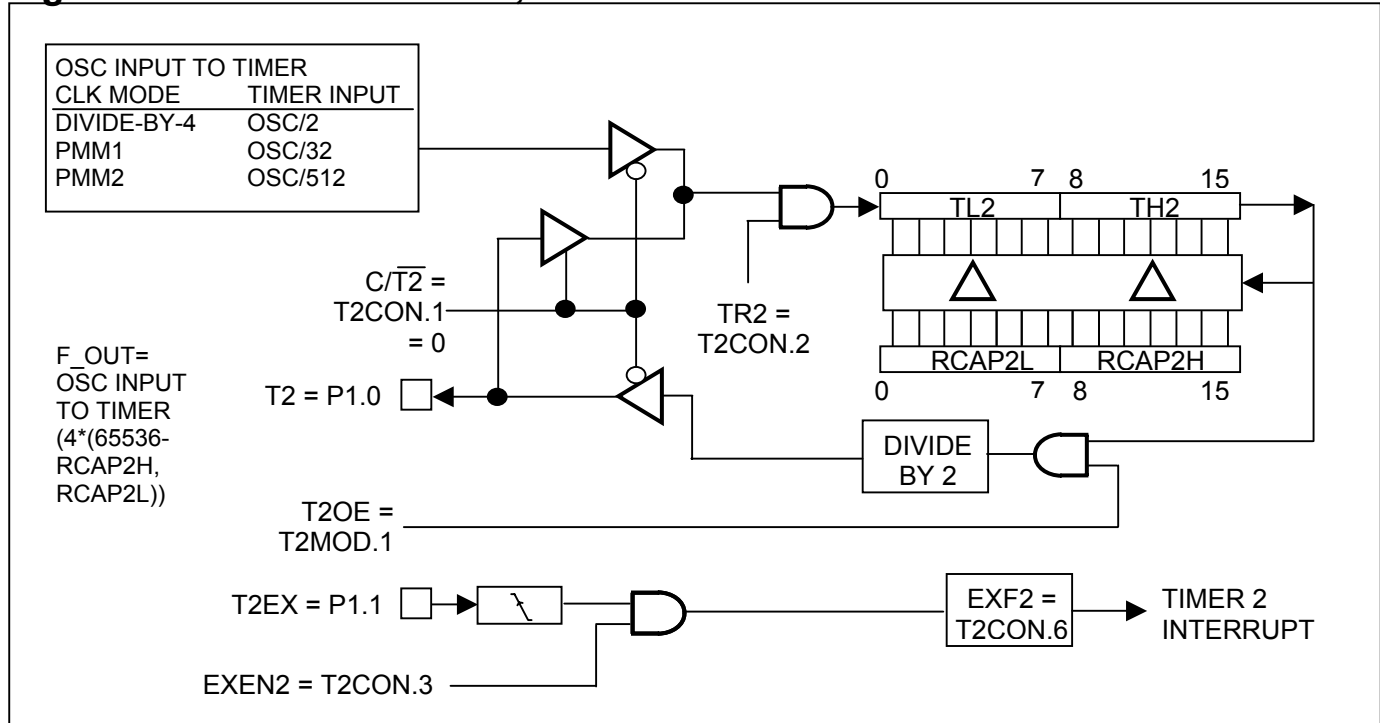 OSC INPUT TO TIMER
CLK MODE TIMER INPUT
DIVIDE-BY-4 OSC/2
PMM1 OSC/32
PMM2 OSC/512
0 7 8 15
TL2 TH2
C/T2 =
T2CON.1
= 0
TR2 =
T2CON.2
RCAP2L RCAP2H
0 7 8 15
F_OUT=
OSC INPUT
TO TIMER
(4*(65536-
RCAP2H,
RCAP2L))
T2 = P1.0
DIVIDE
BY 2
T2OE =
T2MOD.1
T2EX = P1.1
EXF2 =
T2CON.6
TIMER 2
INTERRUPT
EXEN2 = T2CON.3